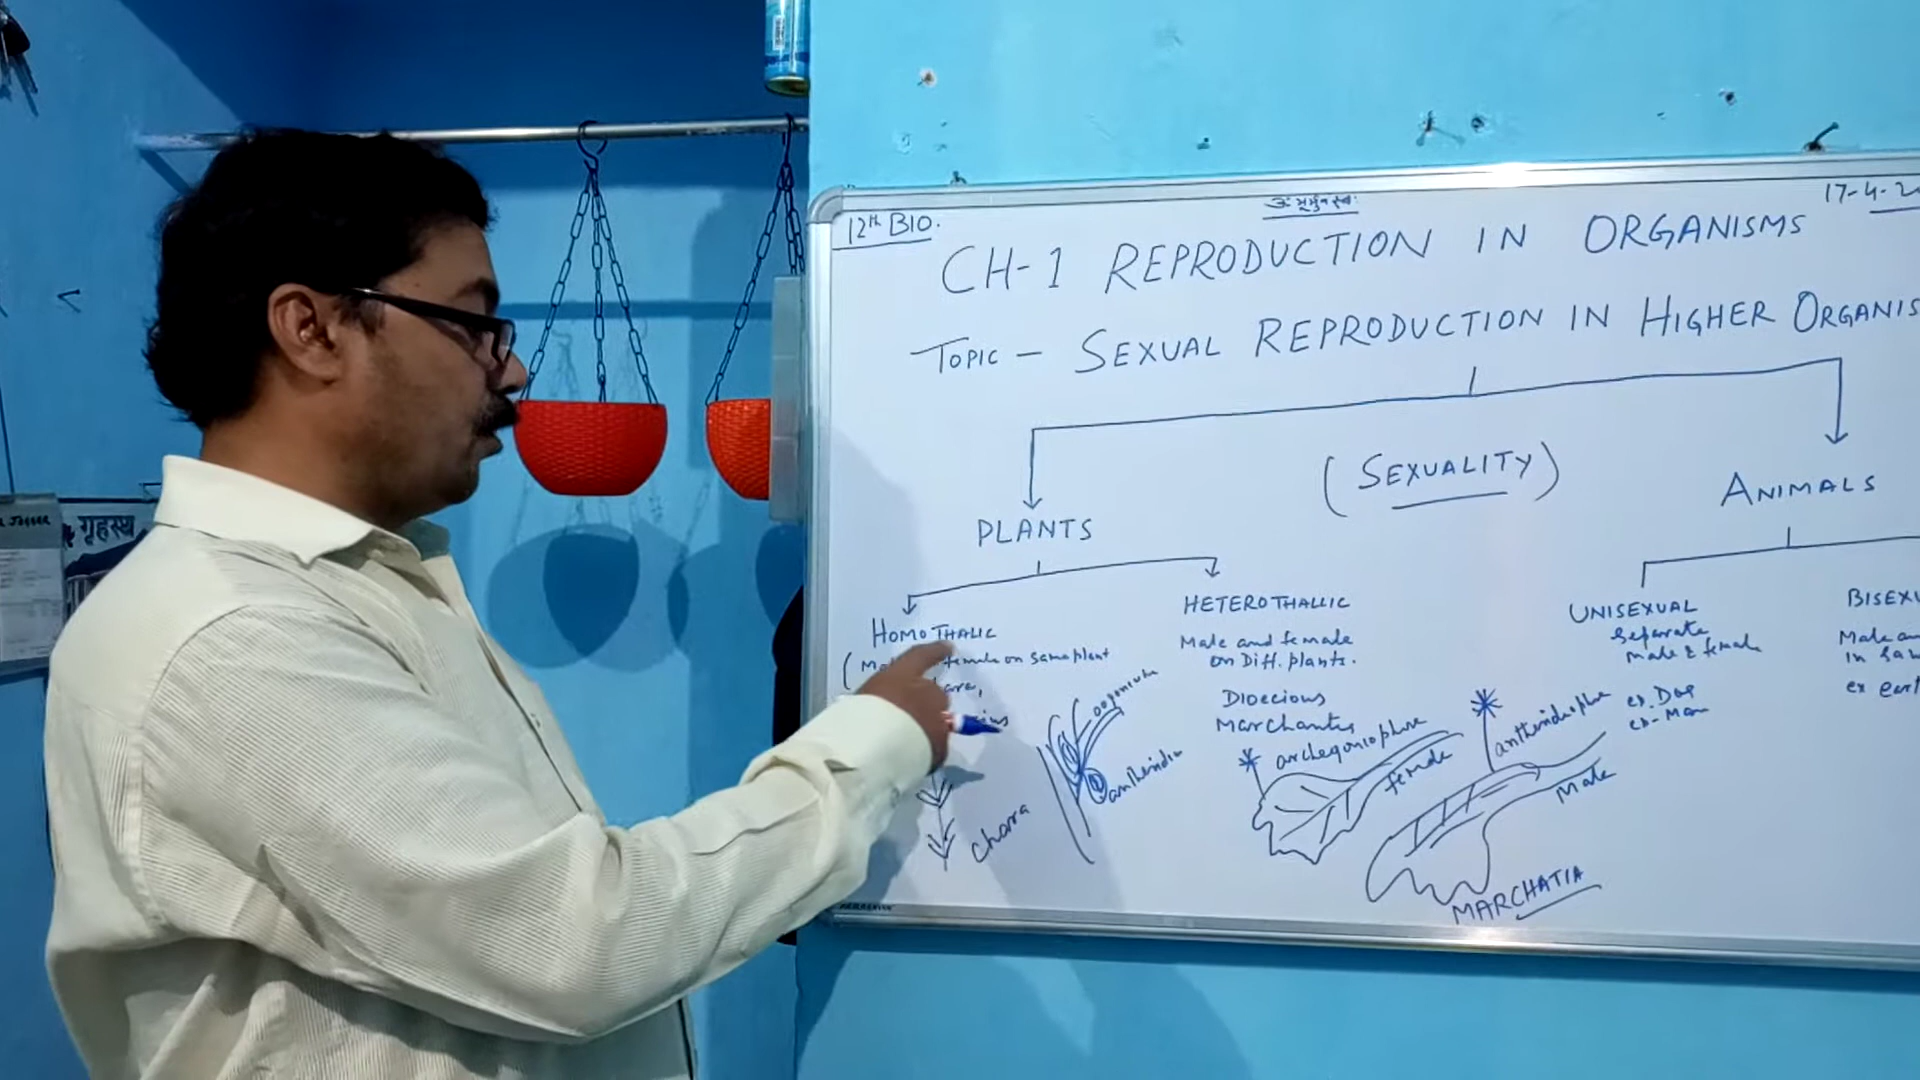 12TH BIO.
17-4-2
CH-1 REPRODUCTION IN ORGANISMS
TOPIC - SEXUAL REPRODUCTION IN HIGHER ORGANIS
(SEXUALITY)
PLANTS
ANIMALS
HOMOTHALIC
female on same plant
HETEROTHALLIC
Male and female
on Diff. plants.
Dioecious
Marchantis
UNISEXUAL
Separate
male & female
ex. Dog
ex- Man
BISEXU
Male an
in sa
ex eart
oogonium
antheridia
chara
archegoniophore
female
antheridiophore
Male
MARCHATIA
गृहस्थ